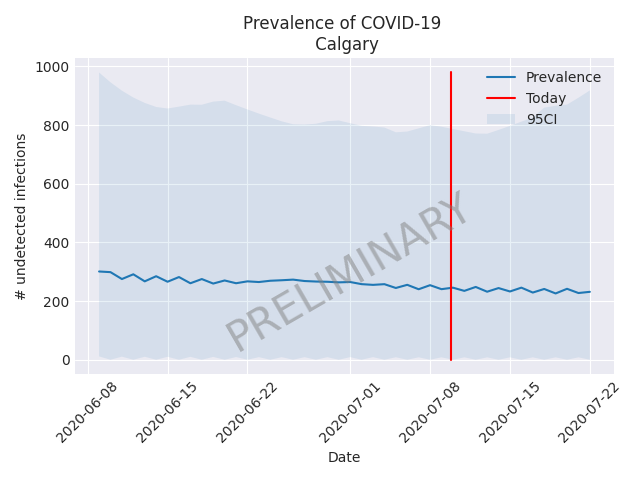 Prevalence of COVID-19
Calgary
1000
800
600
400
200
0
# undetected infections
Prevalence
Today
95CI
PRELIMINARY
2020-06-08
2020-06-15
2020-06-22
2020-07-01
2020-07-08
2020-07-15
2020-07-22
Date